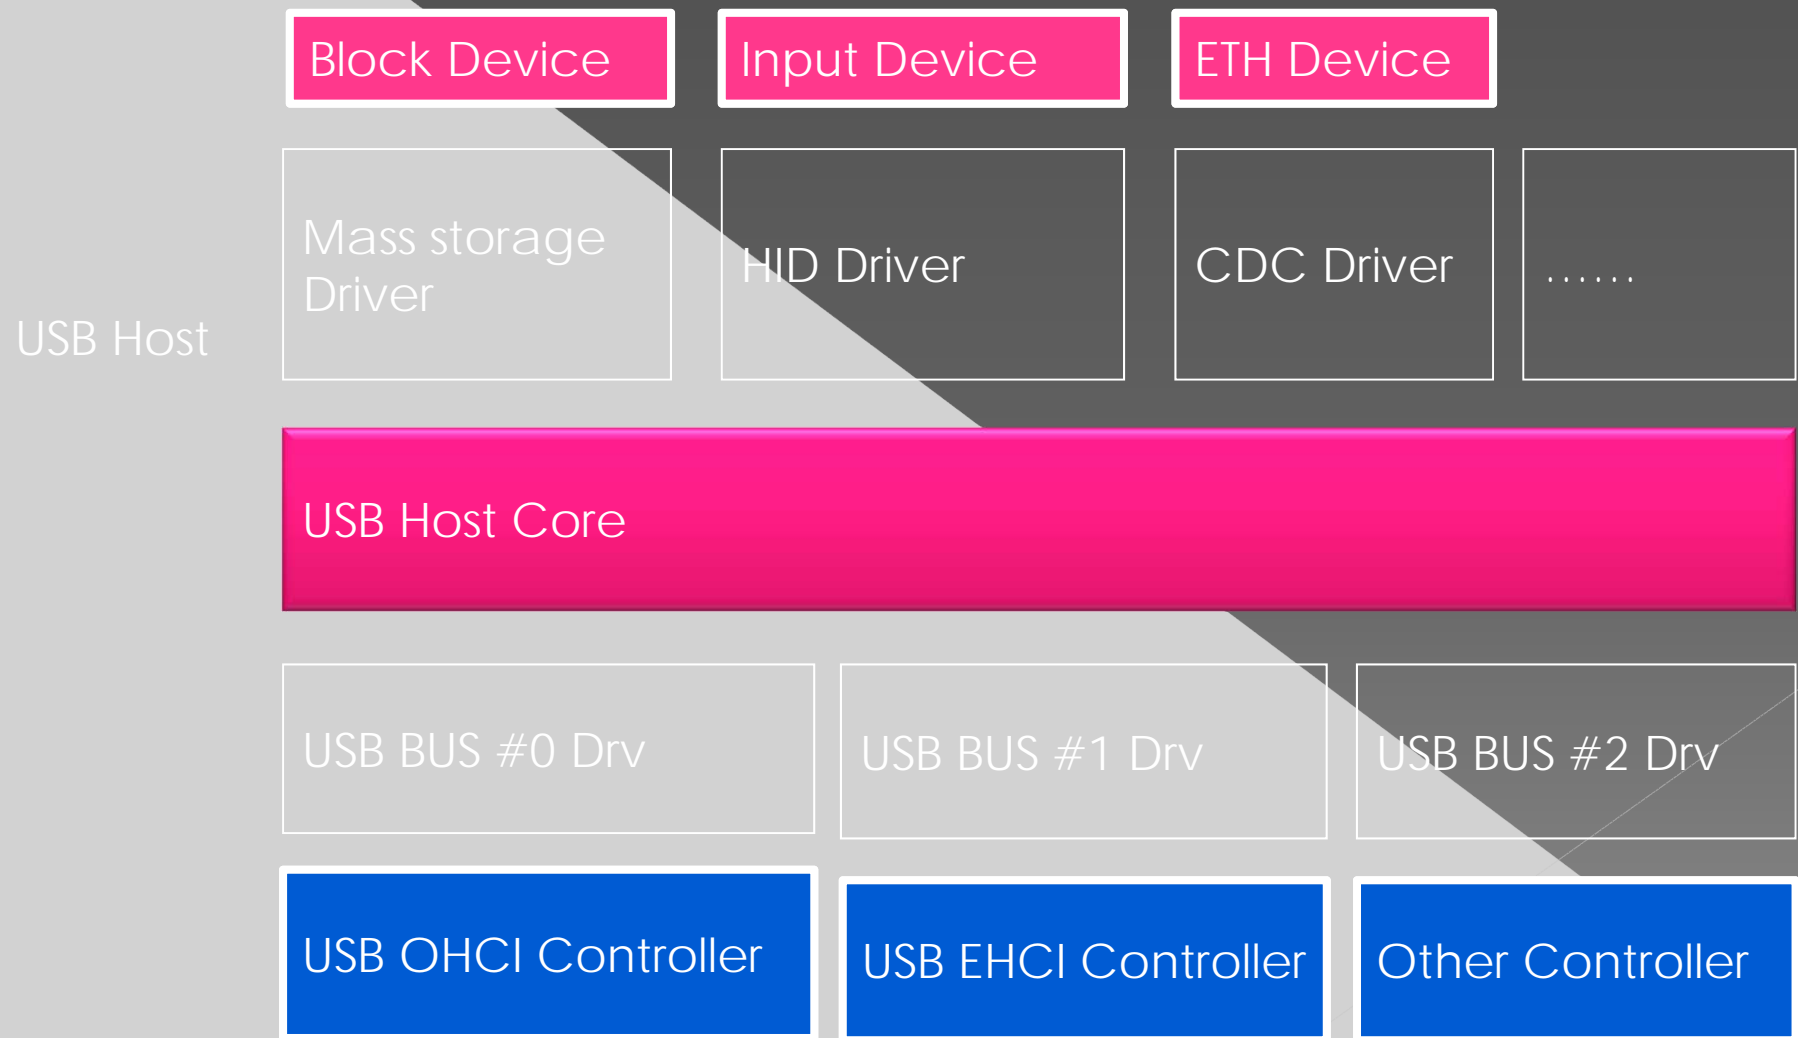 Block Device
Input Device
ETH Device
Mass storage
Driver
HID Driver
CDC Driver
......
USB Host
USB Host Core
USB BUS #0 Drv
USB BUS #1 Drv
USB BUS #2 Drv
USB OHCI Controller
USB EHCI Controller
Other Controller